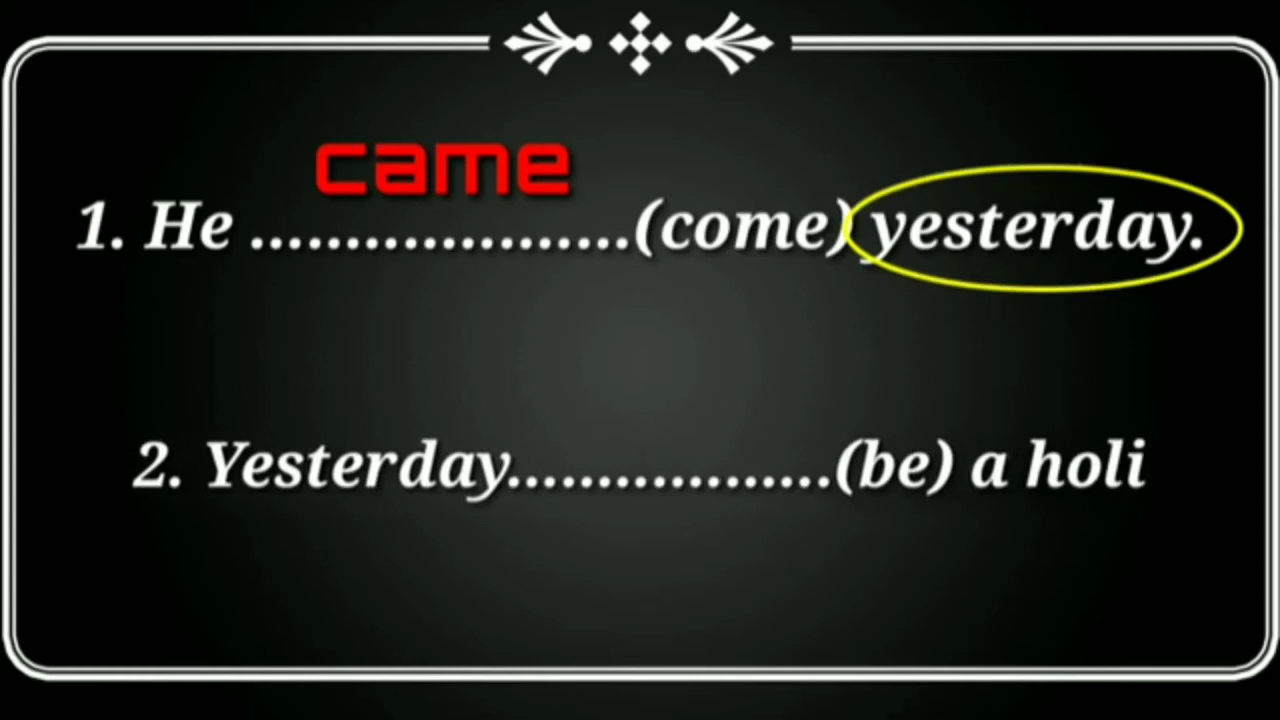 came
1. He ...................(come) yesterday.
2. Yesterday.................(be) a holi